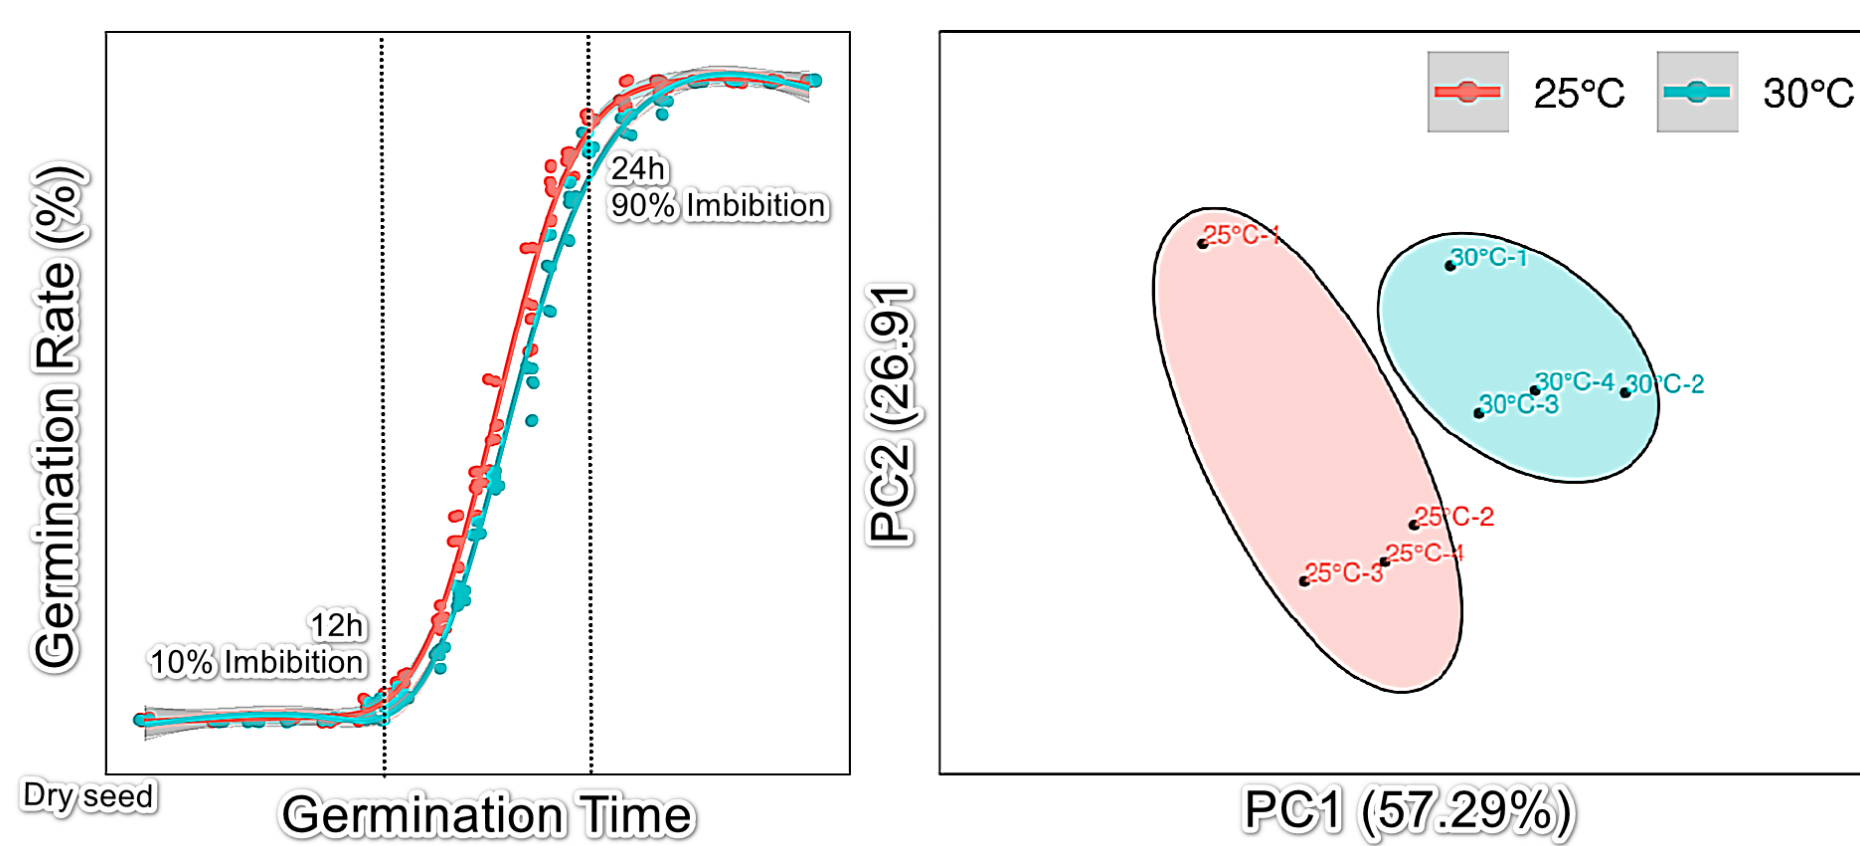 Germination Rate (%)
24h
90% Imbibition
12h
10% Imbibition
Dry seed
Germination Time
25°C
30°C
PC2 (26.91
25°C-1
30°C-1
30°C-4
30°C-2
30°C-3
25°C-2
25°C-4
25°C-3
PC1 (57.29%)